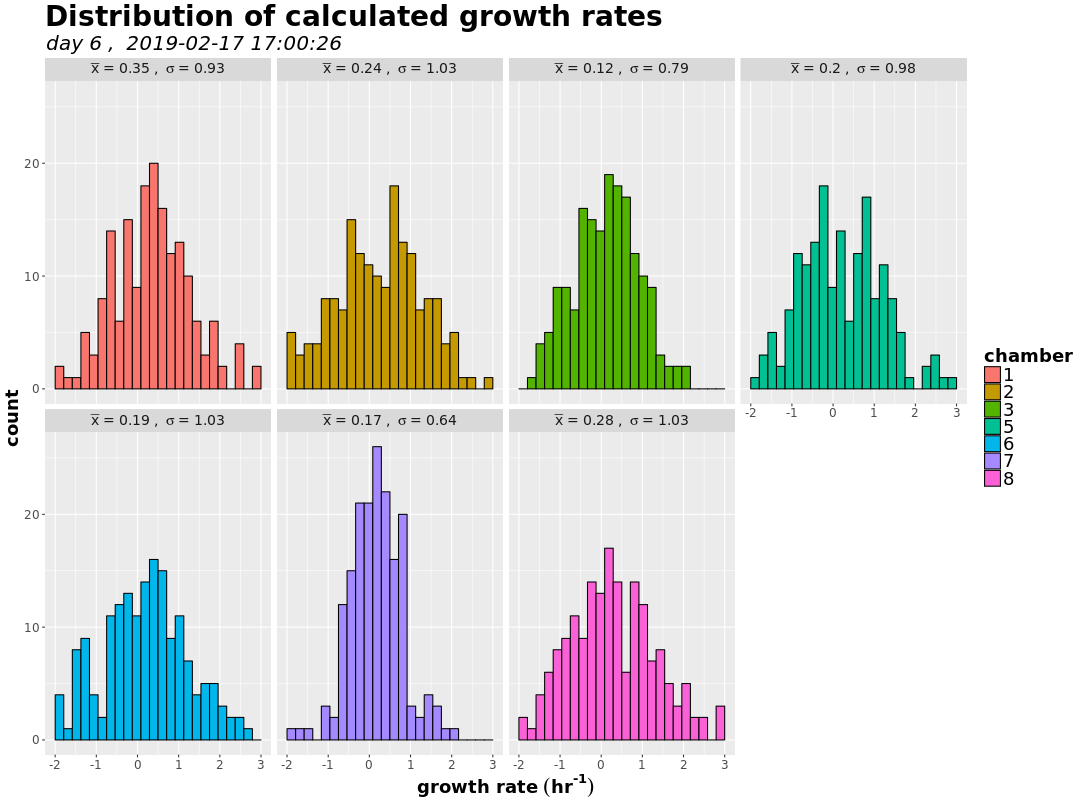 Distribution of calculated growth rates
day 6 ,  2019-02-17 17:00:26
x̅ = 0.35 ,  σ = 0.93
x̅ = 0.24 ,  σ = 1.03
x̅ = 0.12 ,  σ = 0.79
x̅ = 0.2 ,  σ = 0.98
20
10
0
-2 -1 0 1 2 3
x̅ = 0.19 ,  σ = 1.03
x̅ = 0.17 ,  σ = 0.64
x̅ = 0.28 ,  σ = 1.03
20
10
0
-2 -1 0 1 2 3
-2 -1 0 1 2 3
-2 -1 0 1 2 3
count
growth rate (hr⁻¹)
chamber
1
2
3
5
6
7
8